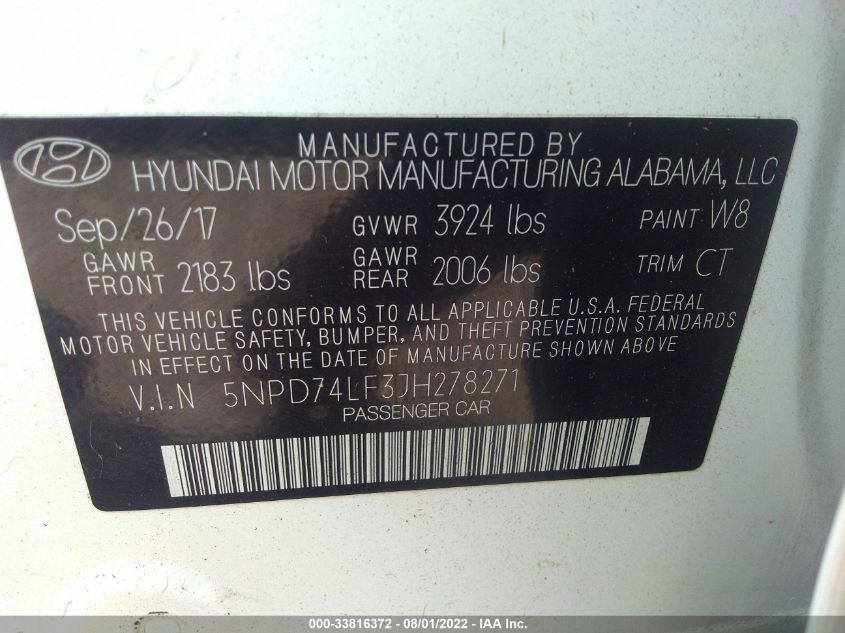 MANUFACTURED BY
HYUNDAI MOTOR MANUFACTURING ALABAMA, LLC
Sep/26/17 GVWR 3924 lbs PAINT W8
GAWR FRONT 2183 lbs GAWR REAR 2006 lbs TRIM CT
THIS VEHICLE CONFORMS TO ALL APPLICABLE U.S.A. FEDERAL
MOTOR VEHICLE SAFETY, BUMPER, AND THEFT PREVENTION STANDARDS
IN EFFECT ON THE DATE OF MANUFACTURE SHOWN ABOVE
V.I.N 5NPD74LF3JH278271
PASSENGER CAR
000-33816372 - 08/01/2022 - IAA Inc.